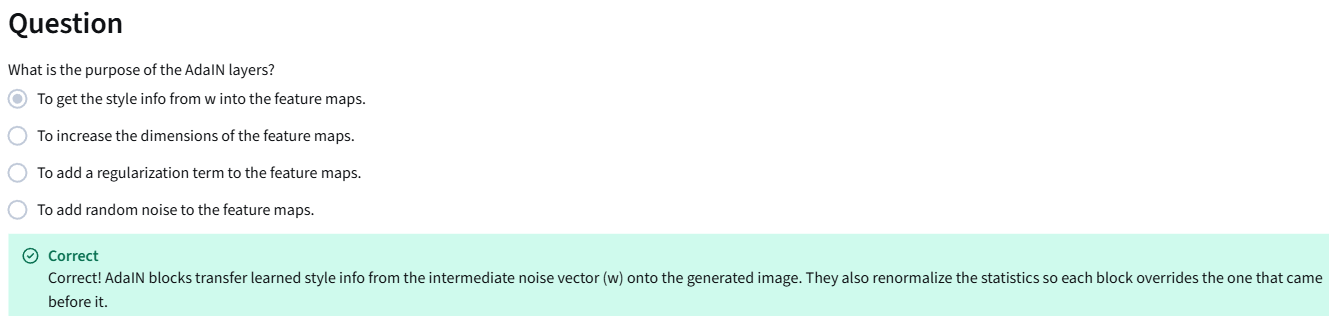 Question
What is the purpose of the AdaIN layers?
To get the style info from w into the feature maps.
To increase the dimensions of the feature maps.
To add a regularization term to the feature maps.
To add random noise to the feature maps.
Correct
Correct! AdaIN blocks transfer learned style info from the intermediate noise vector (w) onto the generated image. They also renormalize the statistics so each block overrides the one that came
before it.